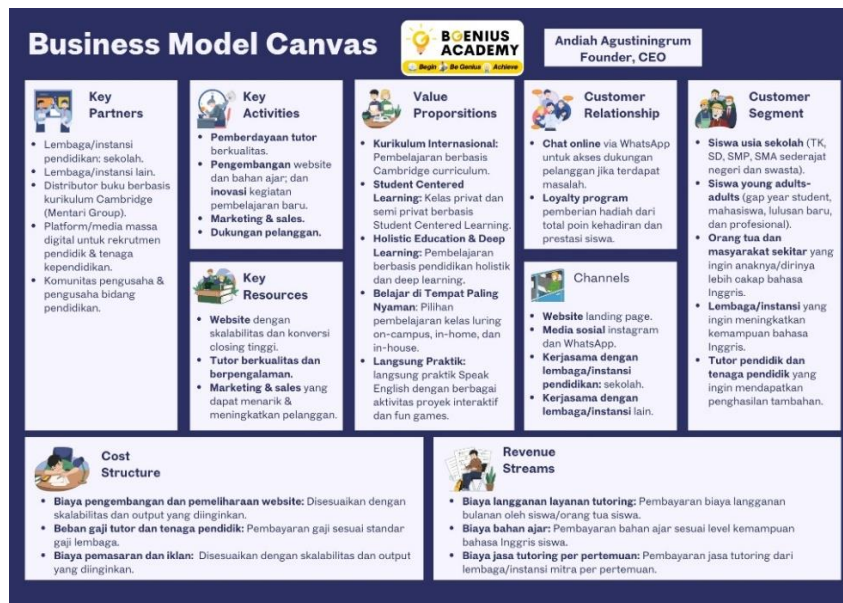 Business Model Canvas
BGENIUS
ACADEMY
Begin Be Genius Achieve
Andiah Agustiningrum
Founder, CEO
Key
Partners
• Lembaga/instansi
pendidikan: sekolah.
• Lembaga/instansi lain.
• Distributor buku berbasis
kurikulum Cambridge
(Mentari Group).
• Platform/media massa
digital untuk rekrutmen
pendidik & tenaga
kependidikan.
• Komunitas pengusaha &
pengusaha bidang
pendidikan.
Key
Activities
• Pemberdayaan tutor
berkualitas.
• Pengembangan website
dan bahan ajar; dan
inovasi kegiatan
pembelajaran baru.
• Marketing & sales.
• Dukungan pelanggan.
Key
Resources
• Website dengan
skalabilitas dan konversi
closing tinggi.
• Tutor berkualitas dan
berpengalaman.
• Marketing & sales yang
dapat menarik &
meningkatkan pelanggan.
Value
Proporsitions
• Kurikulum Internasional:
Pembelajaran berbasis
Cambridge curriculum.
• Student Centered
Learning: Kelas privat dan
semi privat berbasis
Student Centered Learning.
• Holistic Education & Deep
Learning: Pembelajaran
berbasis pendidikan holistik
dan deep learning.
• Belajar di Tempat Paling
Nyaman: Pilihan
pembelajaran kelas luring
on-campus, in-home, dan
in-house.
• Langsung Praktik:
langsung praktik Speak
English dengan berbagai
aktivitas proyek interaktif
dan fun games.
Customer
Relationship
• Chat online via WhatsApp
untuk akses dukungan
pelanggan jika terdapat
masalah.
• Loyalty program
pemberian hadiah dari
total poin kehadiran dan
prestasi siswa.
Channels
• Website landing page.
• Media sosial instagram
dan WhatsApp.
• Kerjasama dengan
lembaga/instansi
pendidikan: sekolah.
• Kerjasama dengan
lembaga/instansi lain.
Customer
Segment
• Siswa usia sekolah (TK,
SD, SMP, SMA sederajat
negeri dan swasta).
• Siswa young adults-
adults (gap year student,
mahasiswa, lulusan baru,
dan profesional).
• Orang tua dan
masyarakat sekitar yang
ingin anaknya/dirinya
lebih cakap bahasa
Inggris.
• Lembaga/instansi yang
ingin meningkatkan
kemampuan bahasa
Inggris.
• Tutor pendidik dan
tenaga pendidik yang
ingin mendapatkan
penghasilan tambahan.
Cost
Structure
• Biaya pengembangan dan pemeliharaan website: Disesuaikan dengan
skalabilitas dan output yang diinginkan.
• Beban gaji tutor dan tenaga pendidik: Pembayaran gaji sesuai standar
gaji lembaga.
• Biaya pemasaran dan iklan: Disesuaikan dengan skalabilitas dan output
yang diinginkan.
Revenue
Streams
• Biaya langganan layanan tutoring: Pembayaran biaya langganan
bulanan oleh siswa/orang tua siswa.
• Biaya bahan ajar: Pembayaran bahan ajar sesuai level kemampuan
bahasa Inggris siswa.
• Biaya jasa tutoring per pertemuan: Pembayaran jasa tutoring dari
lembaga/instansi mitra per pertemuan.